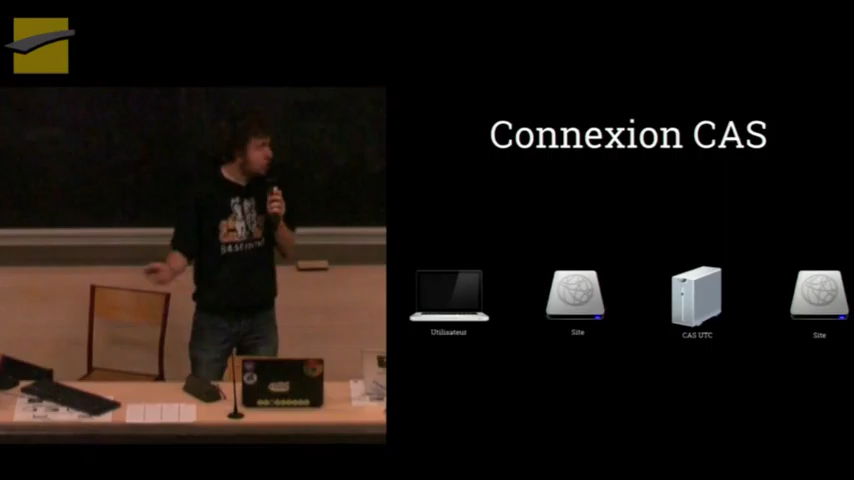 Connexion CAS
Utilisateur
Site
CAS UTC
Site